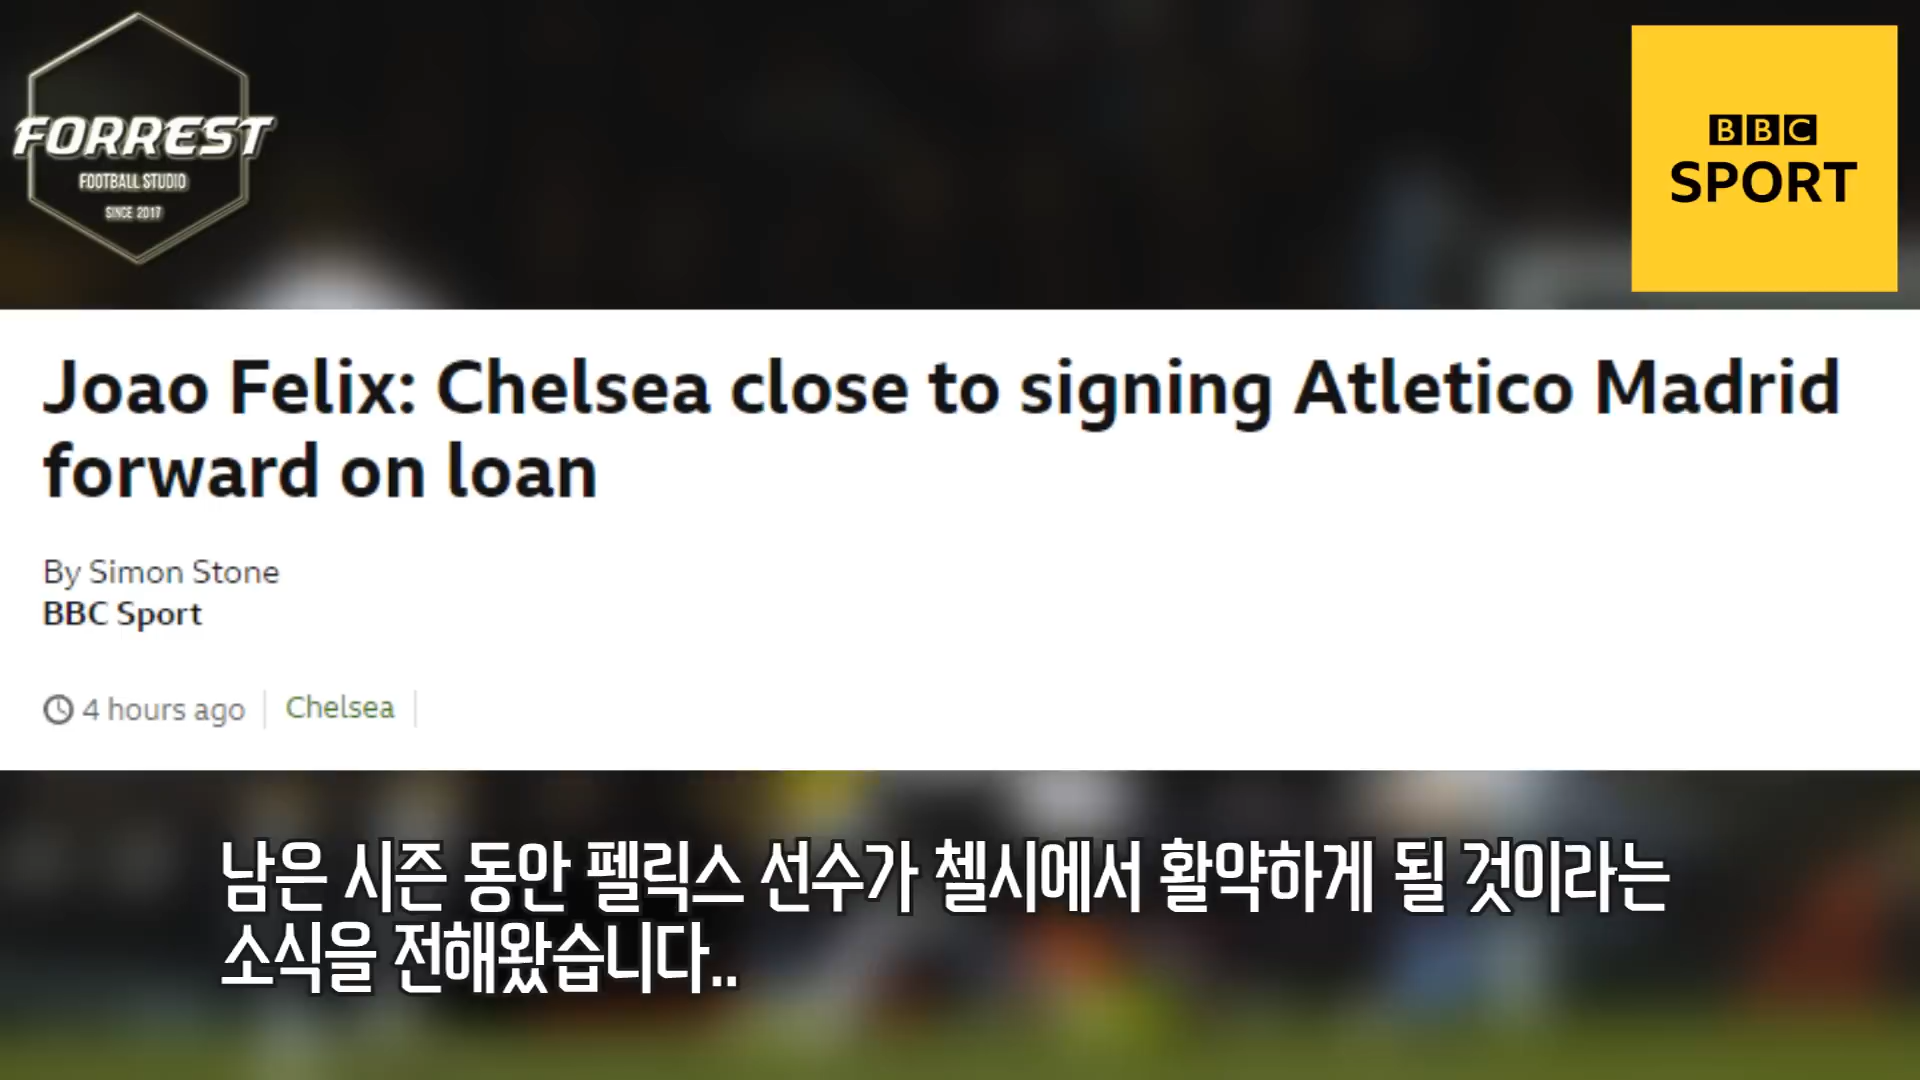 FORREST
FOOTBALL STUDIO
SINCE 2017
BBC
SPORT
Joao Felix: Chelsea close to signing Atletico Madrid
forward on loan
By Simon Stone
BBC Sport
4 hours ago
Chelsea
남은 시즌 동안 펠릭스 선수가 첼시에서 활약하게 될 것이라는
소식을 전해왔습니다..